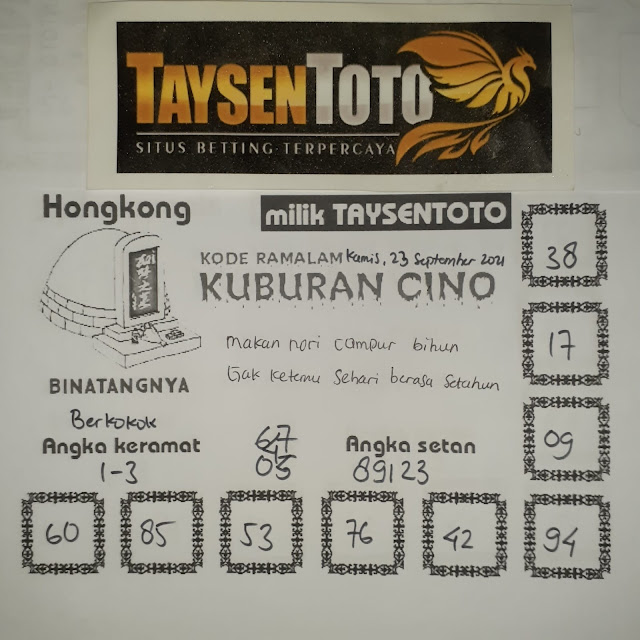 TAYSENTOTO
SITUS BETTING TERPERCAYA
Hongkong
milik TAYSENTOTO
KODE RAMALAM Kamis, 23 September 2021
KUBURAN CINO
makan nori campur bihun
Gak ketemu sehari berasa setahun
BINATANGNYA
Berkokok
Angka keramat
1-3
05
Angka setan
89123
38
17
09
60
85
53
76
42
94